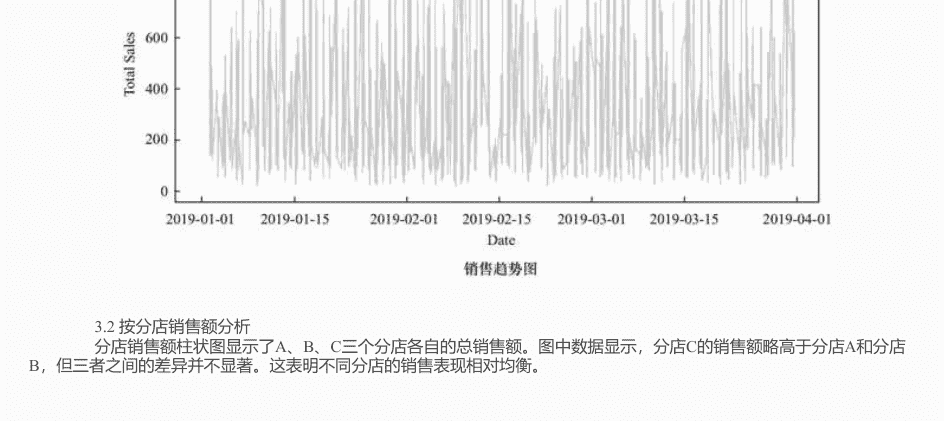 600
Total Sales
400
200
0
2019-01-01 2019-01-15 2019-02-01 2019-02-15 2019-03-01 2019-03-15 2019-04-01
Date
销售趋势图
3.2 按分店销售额分析
分店销售额柱状图显示了A、B、C三个分店各自的总销售额。图中数据显示，分店C的销售额略高于分店A和分店
B，但三者之间的差异并不显著。这表明不同分店的销售表现相对均衡。